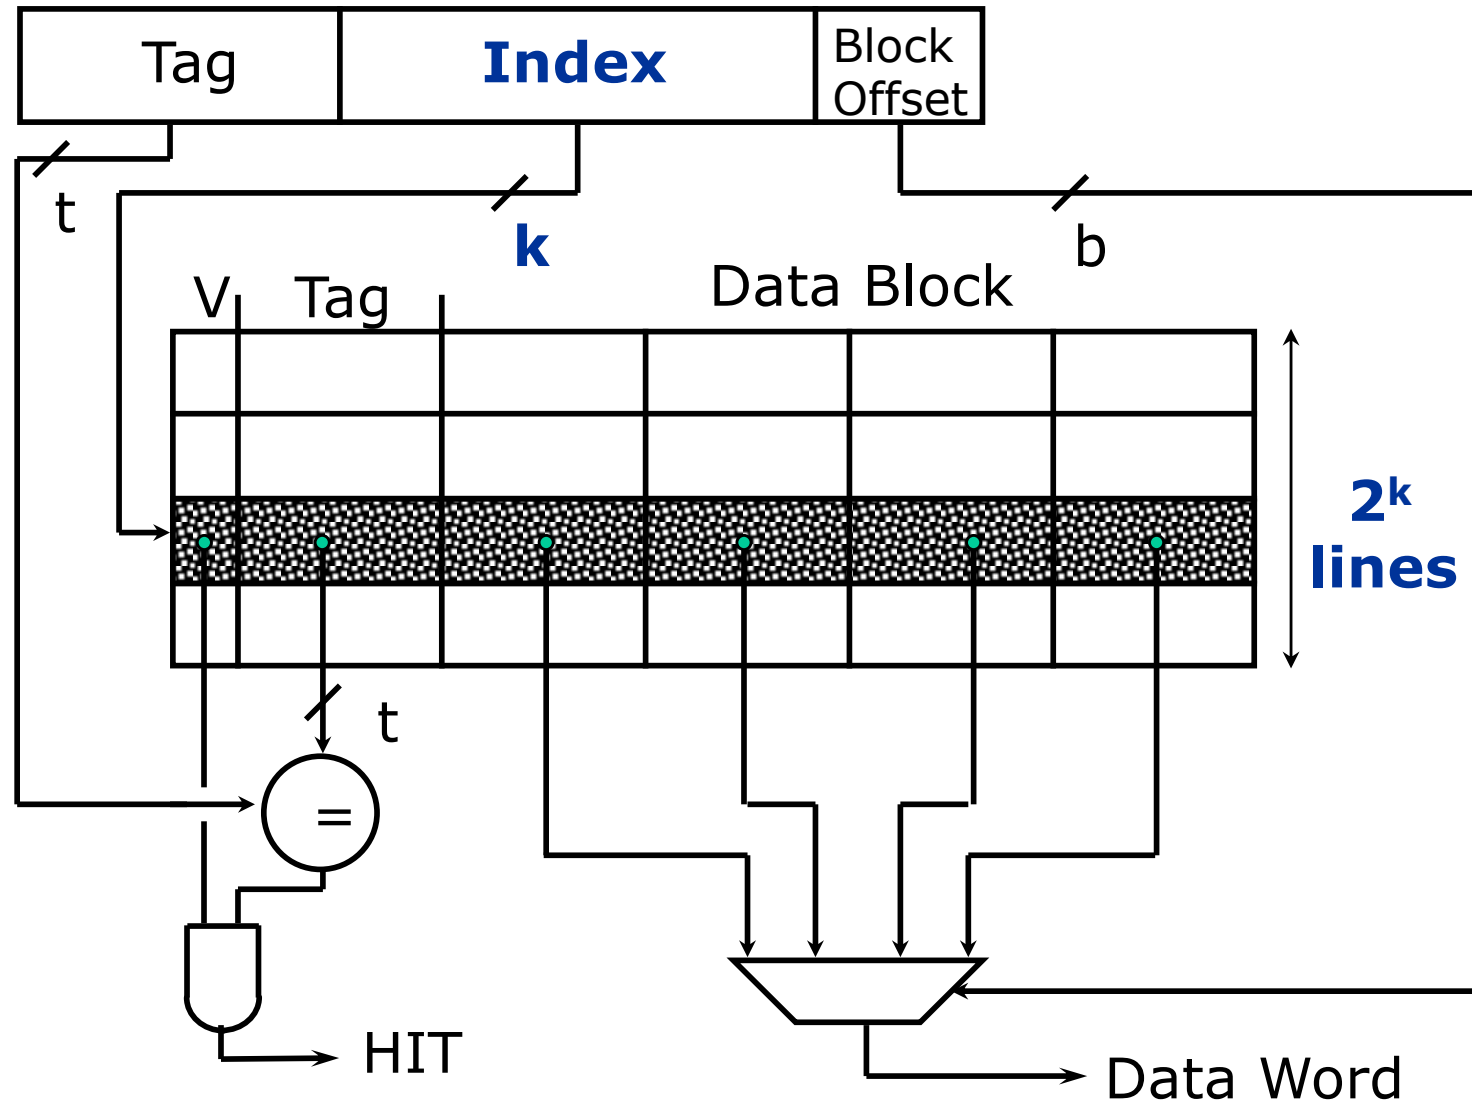 Tag
Index
Block
Offset
t
k
b
V
Tag
Data Block
2ᵏ
lines
t
=
HIT
Data Word